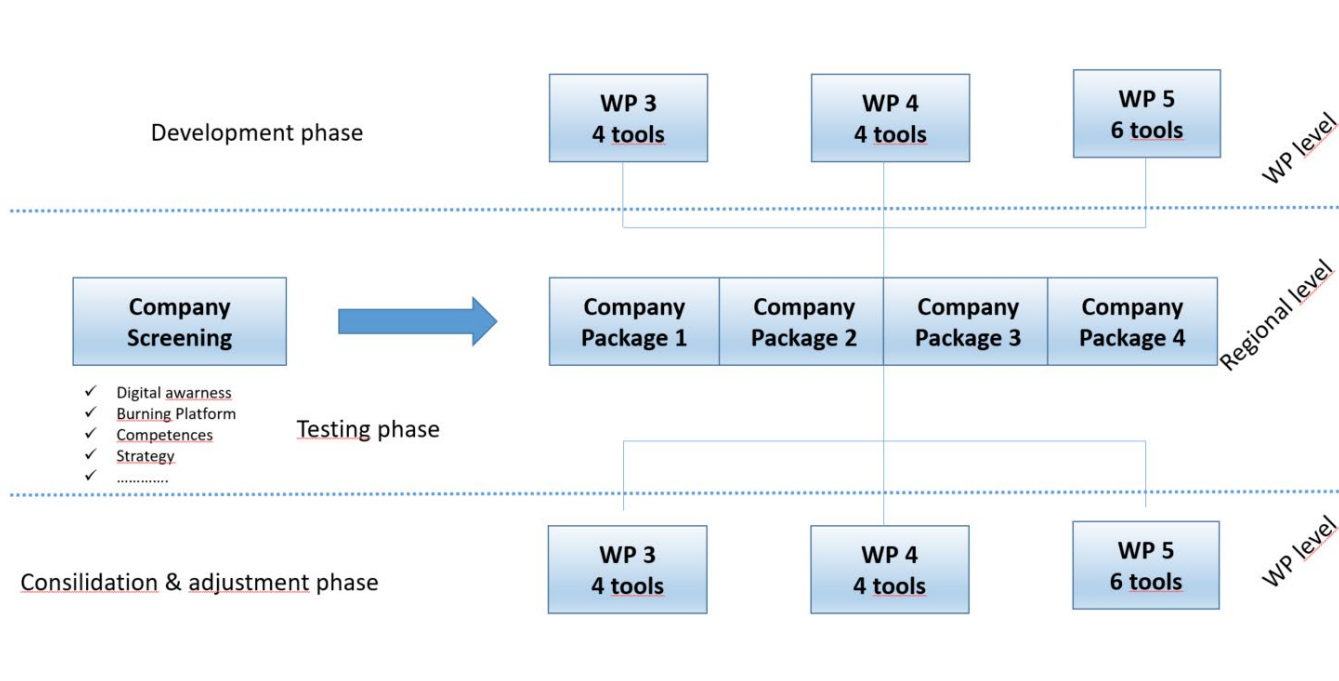 Development phase
WP 3
4 tools
WP 4
4 tools
WP 5
6 tools
WP level
Company
Screening
Company
Package 1
Company
Package 2
Company
Package 3
Company
Package 4
Regional level
✓ Digital awarness
✓ Burning Platform
✓ Competences
✓ Strategy
✓ .............
Testing phase
Consilidation & adjustment phase
WP 3
4 tools
WP 4
4 tools
WP 5
6 tools
WP level